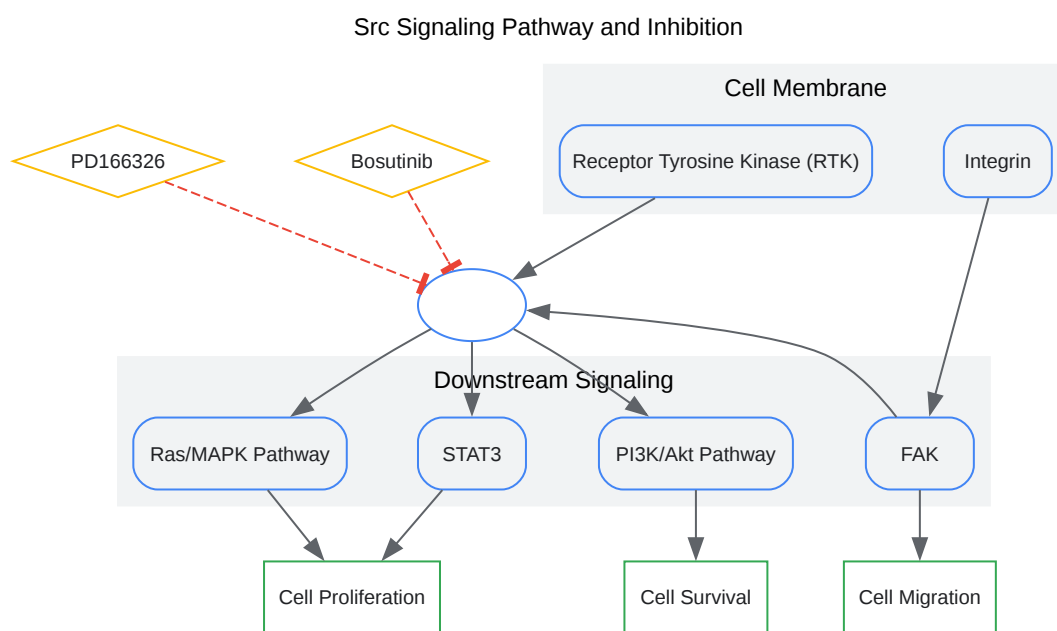 Src Signaling Pathway and Inhibition
Cell Membrane
PD166326
Bosutinib
Receptor Tyrosine Kinase (RTK)
Integrin
Downstream Signaling
Ras/MAPK Pathway
STAT3
PI3K/Akt Pathway
FAK
Cell Proliferation
Cell Survival
Cell Migration